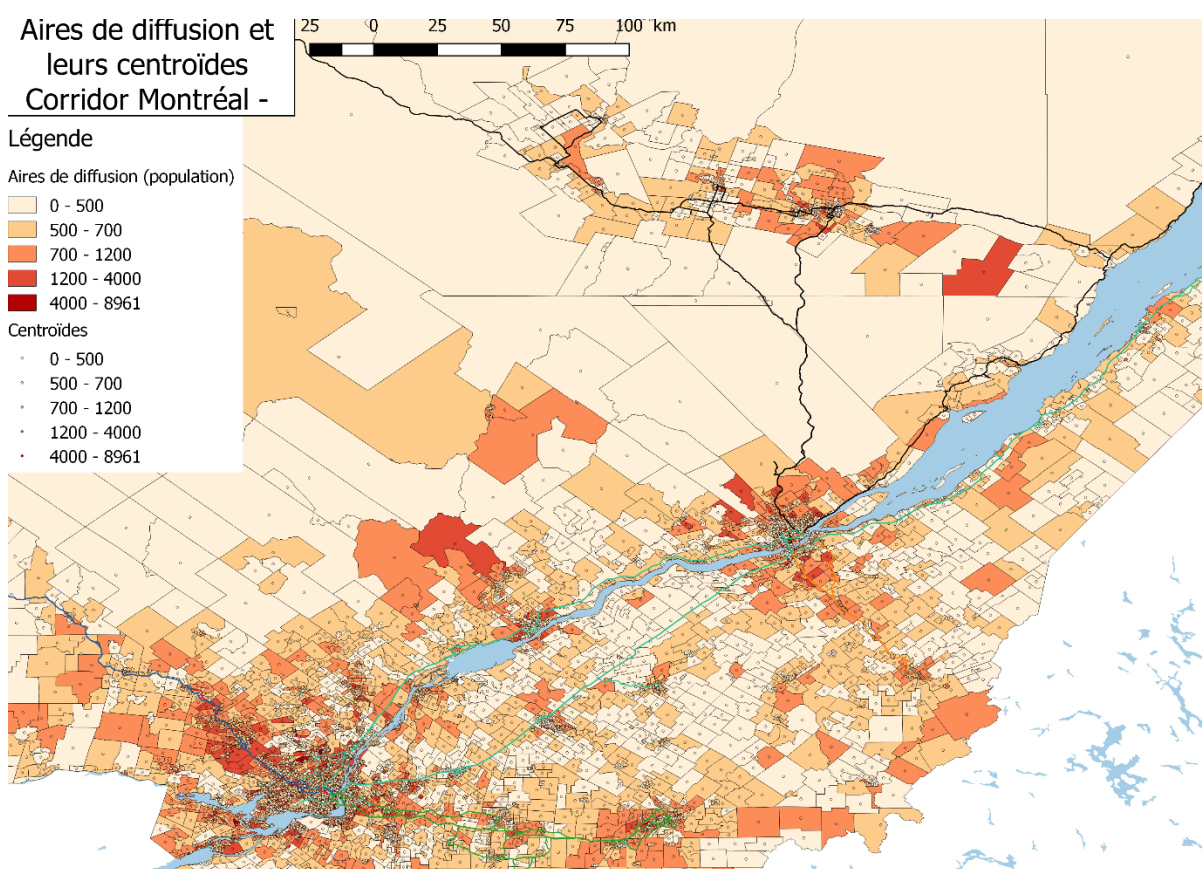 Aires de diffusion et
leurs centroïdes
Corridor Montréal -
25 0 25 50 75 100 km
Légende
Aires de diffusion (population)
0 - 500
500 - 700
700 - 1200
1200 - 4000
4000 - 8961
Centroïdes
0 - 500
500 - 700
700 - 1200
1200 - 4000
4000 - 8961